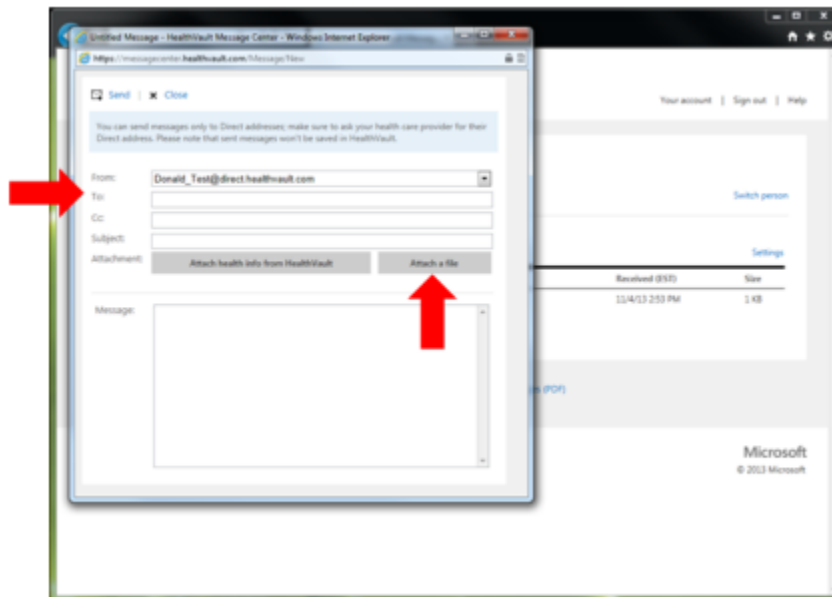 Untitled Message - HealthVault Message Center - Windows Internet Explorer
https://messagecenter.healthvault.com/Message/New
Send | Close
Your account | Sign out | Help
You can send messages only to Direct addresses; make sure to ask your health care provider for their
Direct address. Please note that sent messages won't be saved in HealthVault.
From: Donald_Test@direct.healthvault.com
To:
Switch person
Cc:
Subject:
Settings
Attachment: Attach health info from HealthVault Attach a file
Received (EST) Size
11/4/13 2:53 PM 1 KB
Message:
(PDF)
Microsoft
© 2013 Microsoft